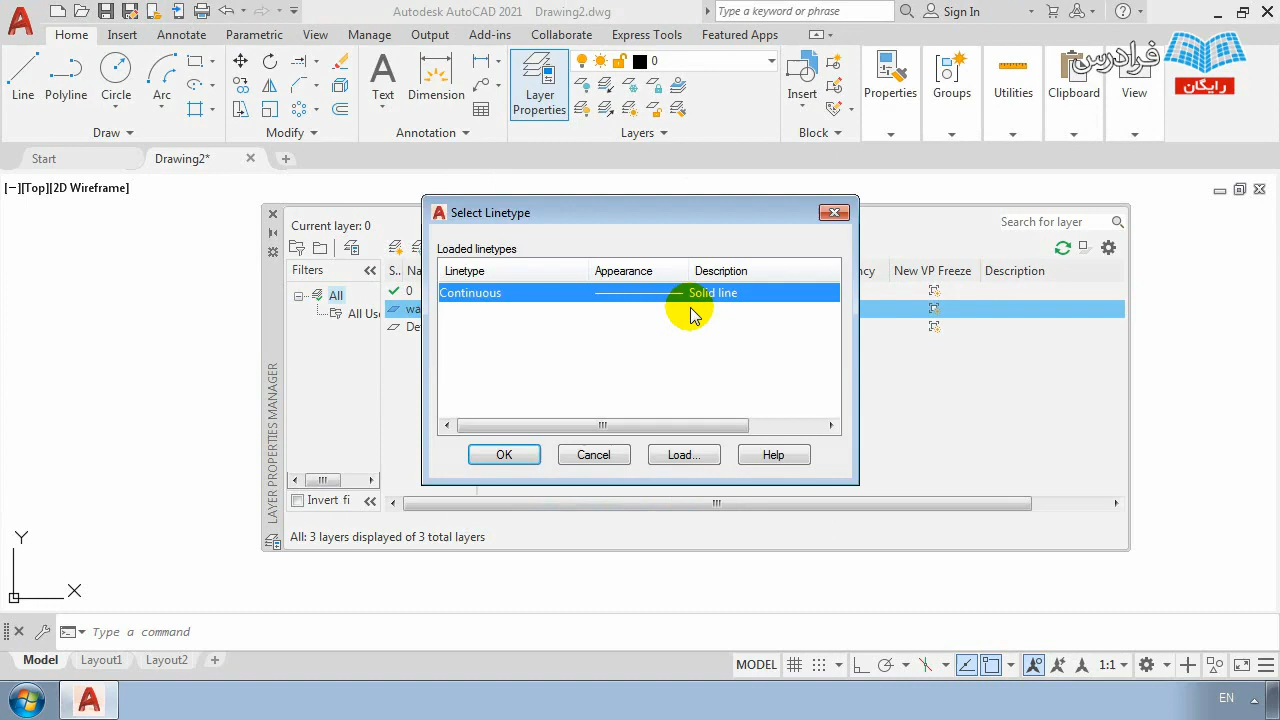 Autodesk AutoCAD 2021 Drawing2.dwg
Type a keyword or phrase
Sign In
Home Insert Annotate Parametric View Manage Output Add-ins Collaborate Express Tools Featured Apps
Line Polyline Circle Arc
Text Dimension
Layer Properties
0
Insert
Properties Groups Utilities Clipboard View
فرادرس
رایگان
Draw Modify Annotation Layers Block
Start Drawing2*
[−][Top][2D Wireframe]
Select Linetype
Current layer: 0
Search for layer
Loaded linetypes
Filters
Linetype Appearance Description
New VP Freeze Description
All
0
Continuous Solid line
LAYER PROPERTIES MANAGER
OK Cancel Load... Help
All: 3 layers displayed of 3 total layers
Y
X
Type a command
Model Layout1 Layout2
MODEL
1:1
EN